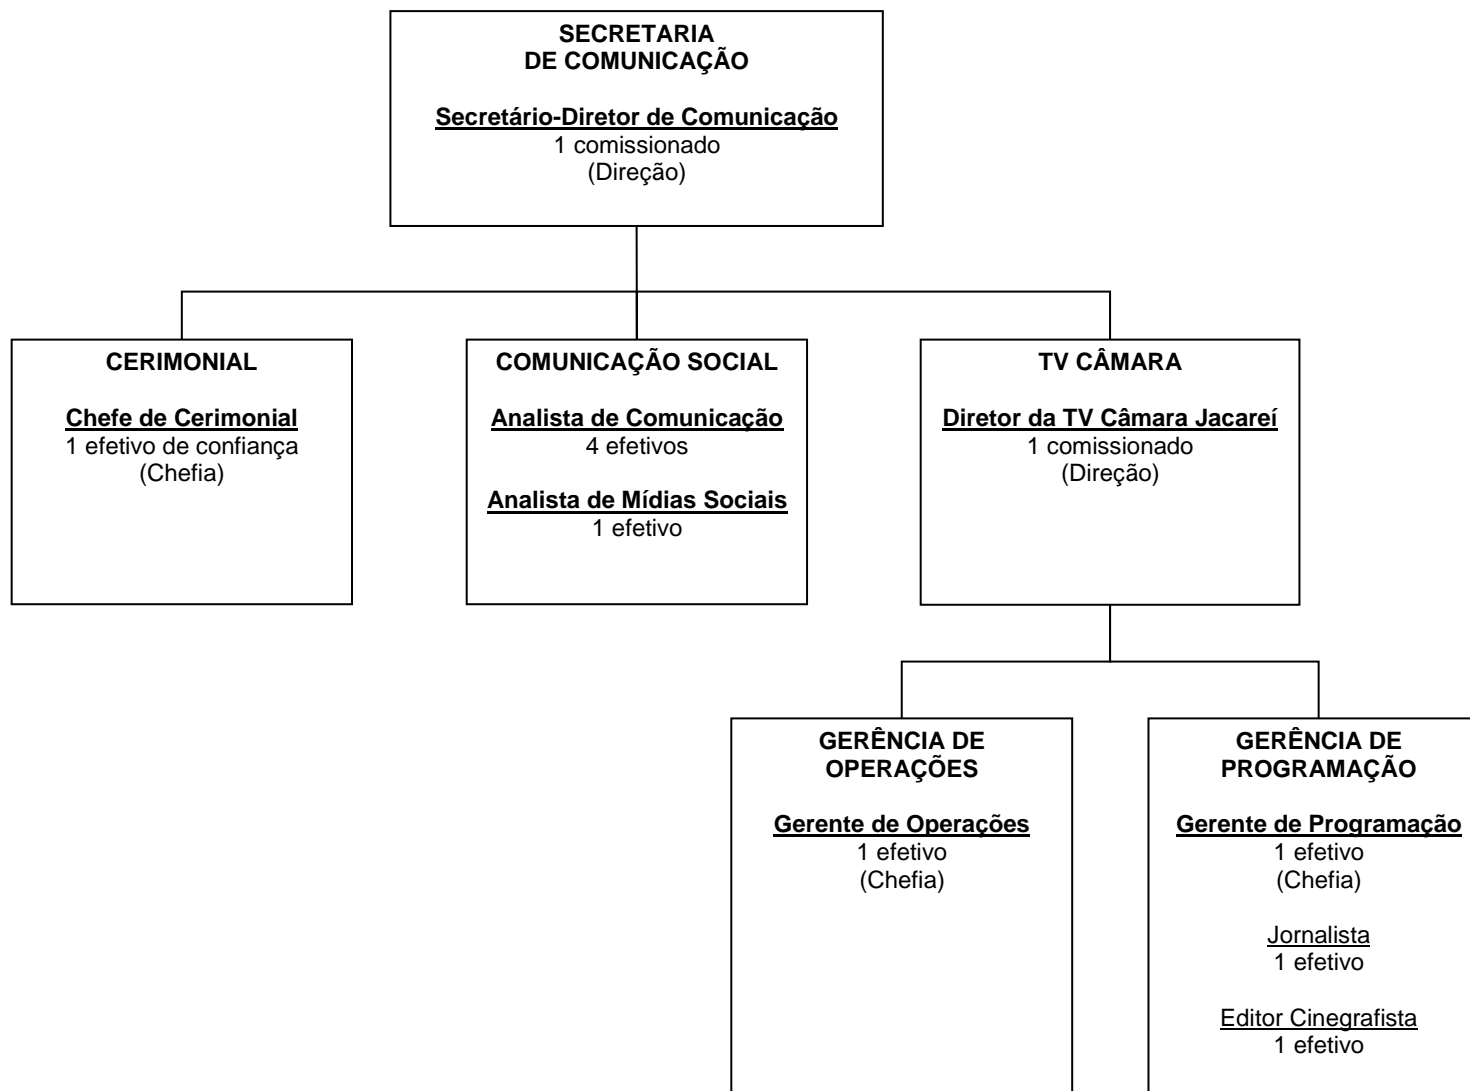 SECRETARIA
DE COMUNICAÇÃO
Secretário-Diretor de Comunicação
1 comissionado
(Direção)
CERIMONIAL
Chefe de Cerimonial
1 efetivo de confiança
(Chefia)
COMUNICAÇÃO SOCIAL
Analista de Comunicação
4 efetivos
Analista de Mídias Sociais
1 efetivo
TV CÂMARA
Diretor da TV Câmara Jacareí
1 comissionado
(Direção)
GERÊNCIA DE
OPERAÇÕES
Gerente de Operações
1 efetivo
(Chefia)
GERÊNCIA DE
PROGRAMAÇÃO
Gerente de Programação
1 efetivo
(Chefia)
Jornalista
1 efetivo
Editor Cinegrafista
1 efetivo